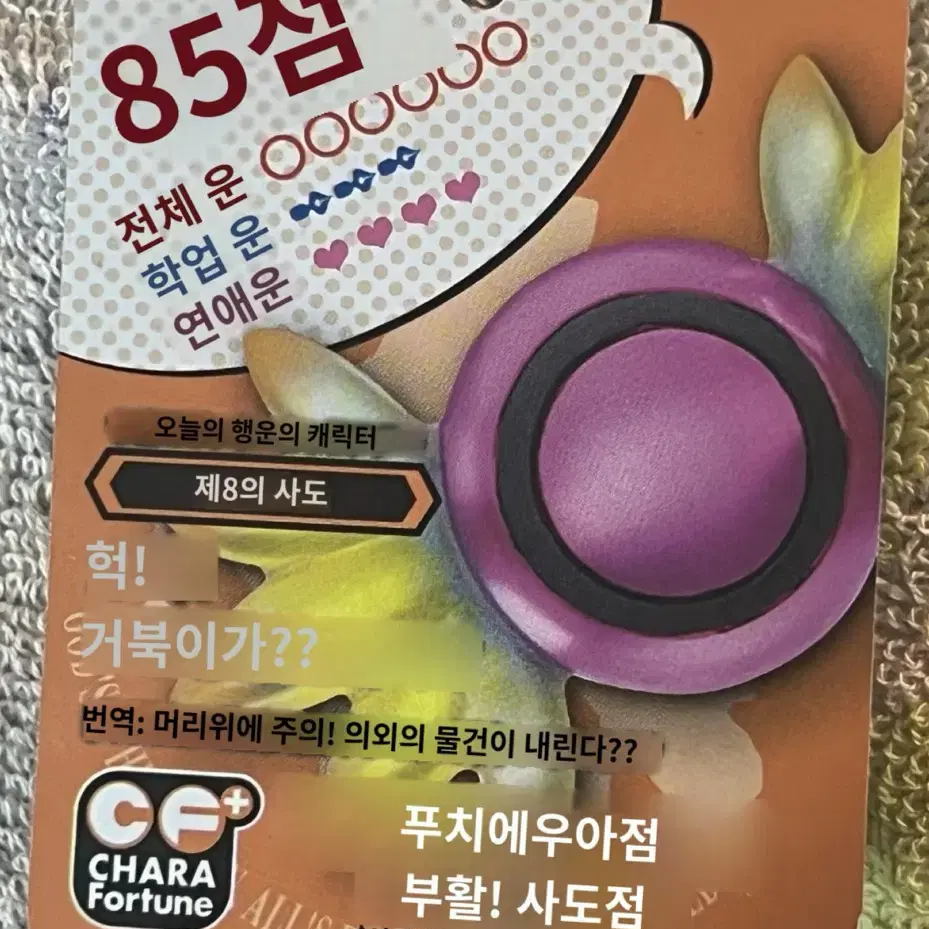 85점
전체 운
학업 운
연애운
오늘의 행운의 캐릭터
제8의 사도
헉!
거북이가??
번역: 머리위에 주의! 의외의 물건이 내린다??
CF+
CHARA
Fortune
푸치에우아점
부활! 사도점
ALL'S